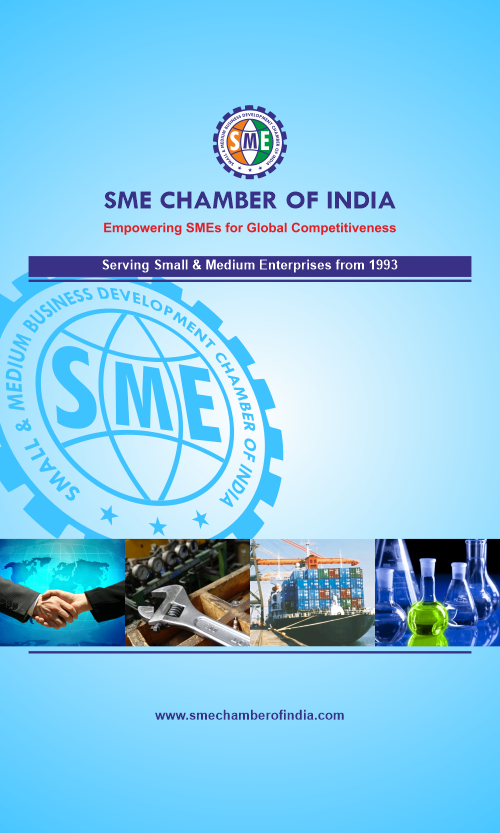 SMALL & MEDIUM BUSINESS DEVELOPMENT CHAMBER OF INDIA
SME
SME CHAMBER OF INDIA
Empowering SMEs for Global Competitiveness
Serving Small & Medium Enterprises from 1993
SMALL & MEDIUM BUSINESS DEVELOPMENT CHAMBER OF INDIA
SME
www.smechamberofindia.com